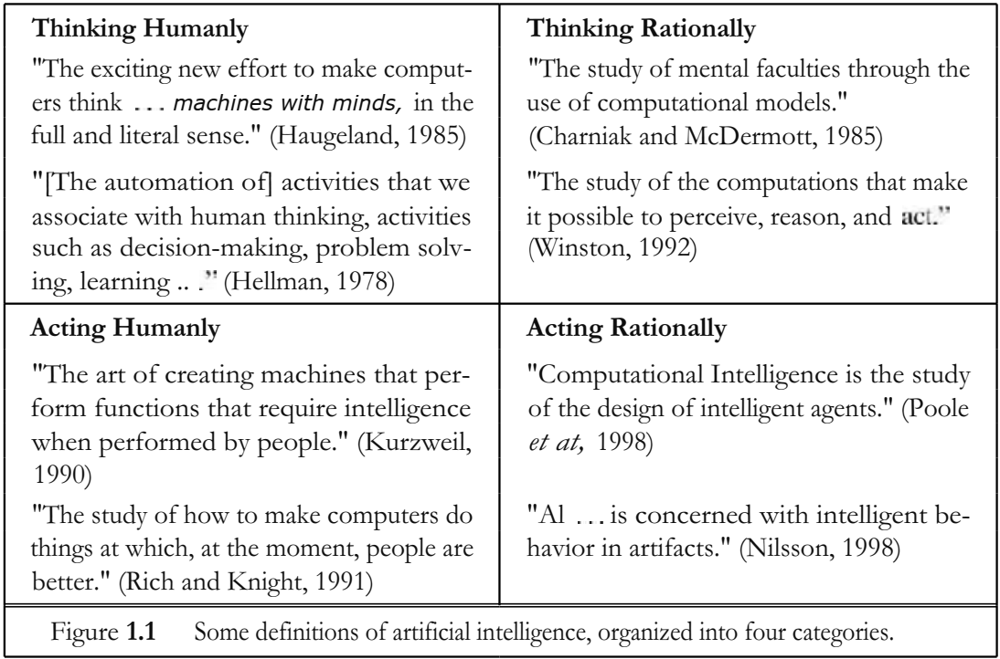 Thinking Humanly
"The exciting new effort to make comput-
ers think ... machines with minds, in the
full and literal sense." (Haugeland, 1985)
"[The automation of] activities that we
associate with human thinking, activities
such as decision-making, problem solv-
ing, learning .. ." (Hellman, 1978)
Thinking Rationally
"The study of mental faculties through the
use of computational models."
(Charniak and McDermott, 1985)
"The study of the computations that make
it possible to perceive, reason, and act."
(Winston, 1992)
Acting Humanly
"The art of creating machines that per-
form functions that require intelligence
when performed by people." (Kurzweil,
1990)
"The study of how to make computers do
things at which, at the moment, people are
better." (Rich and Knight, 1991)
Acting Rationally
"Computational Intelligence is the study
of the design of intelligent agents." (Poole
et at, 1998)
"Al ... is concerned with intelligent be-
havior in artifacts." (Nilsson, 1998)
Figure 1.1 Some definitions of artificial intelligence, organized into four categories.